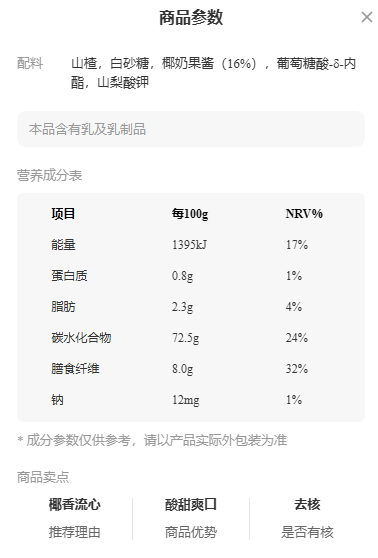 商品参数
配料 山楂，白砂糖，椰奶果酱（16%），葡萄糖酸-δ-内
酯，山梨酸钾
本品含有乳及乳制品
营养成分表
项目 每100g NRV%
能量 1395kJ 17%
蛋白质 0.8g 1%
脂肪 2.3g 4%
碳水化合物 72.5g 24%
膳食纤维 8.0g 32%
钠 12mg 1%
* 成分参数仅供参考，请以产品实际外包装为准
商品卖点
椰香流心 酸甜爽口 去核
推荐理由 商品优势 是否有核